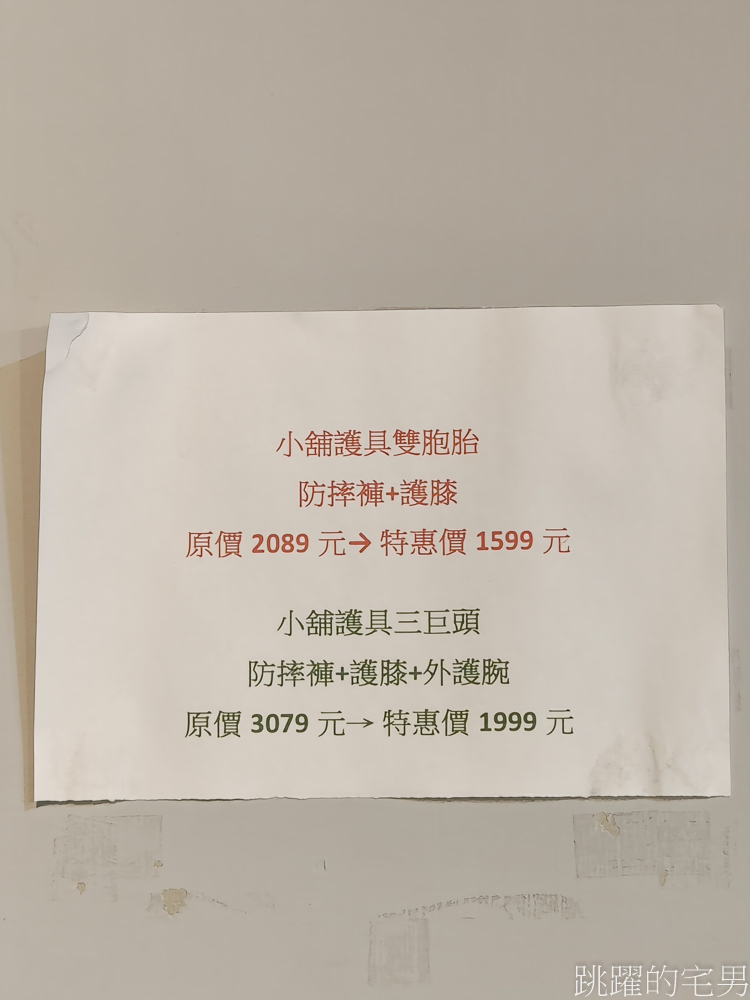 小舖護具雙胞胎
防摔褲+護膝
原價 2089 元→ 特惠價 1599 元
小舖護具三巨頭
防摔褲+護膝+外護腕
原價 3079 元→ 特惠價 1999 元
跳躍的宅男